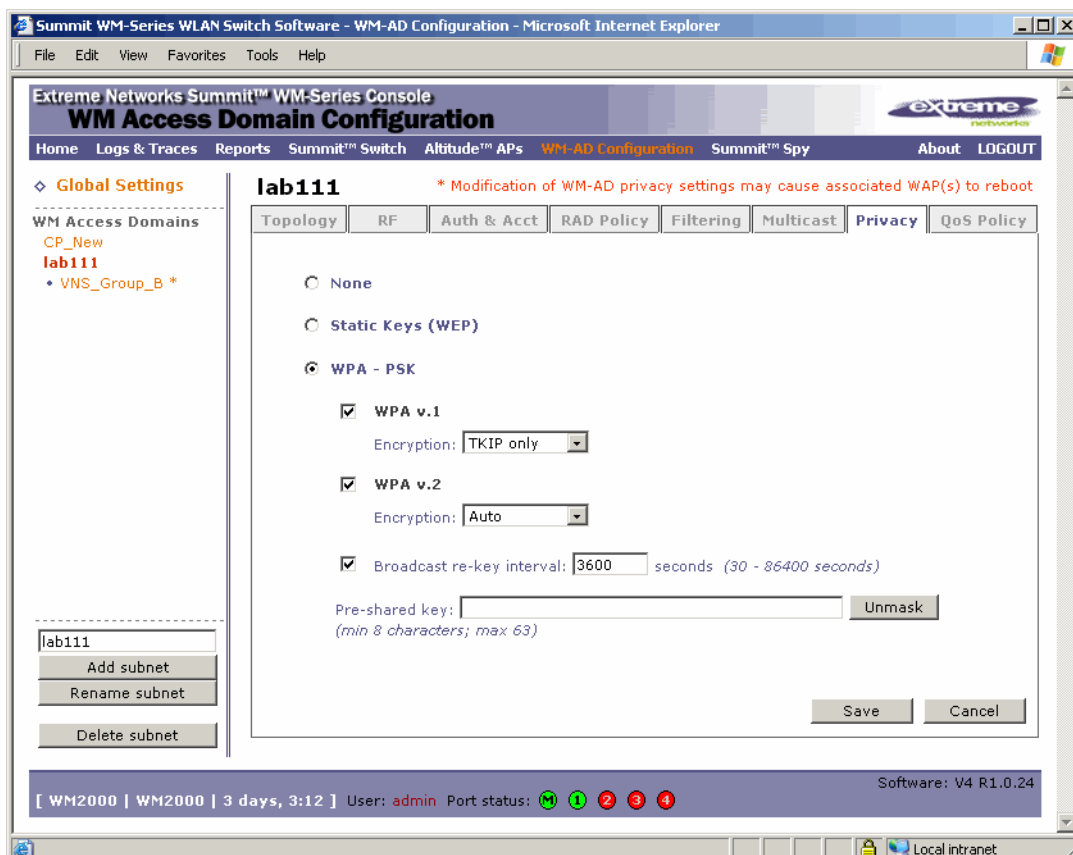 Summit WM-Series WLAN Switch Software - WM-AD Configuration - Microsoft Internet Explorer
File Edit View Favorites Tools Help
Extreme Networks Summit™ WM-Series Console
WM Access Domain Configuration
extreme networks
Home Logs & Traces Reports Summit™ Switch Altitude™ APs WM-AD Configuration Summit™ Spy About LOGOUT
Global Settings
WM Access Domains
CP_New
lab111
• VNS_Group_B *
lab111
Add subnet
Rename subnet
Delete subnet
lab111 * Modification of WM-AD privacy settings may cause associated WAP(s) to reboot
Topology RF Auth & Acct RAD Policy Filtering Multicast Privacy QoS Policy
None
Static Keys (WEP)
WPA - PSK
WPA v.1
Encryption: TKIP only
WPA v.2
Encryption: Auto
Broadcast re-key interval: 3600 seconds (30 - 86400 seconds)
Pre-shared key: Unmask
(min 8 characters; max 63)
Save Cancel
Software: V4 R1.0.24
[ WM2000 | WM2000 | 3 days, 3:12 ] User: admin Port status: M 1 2 3 4
Local intranet